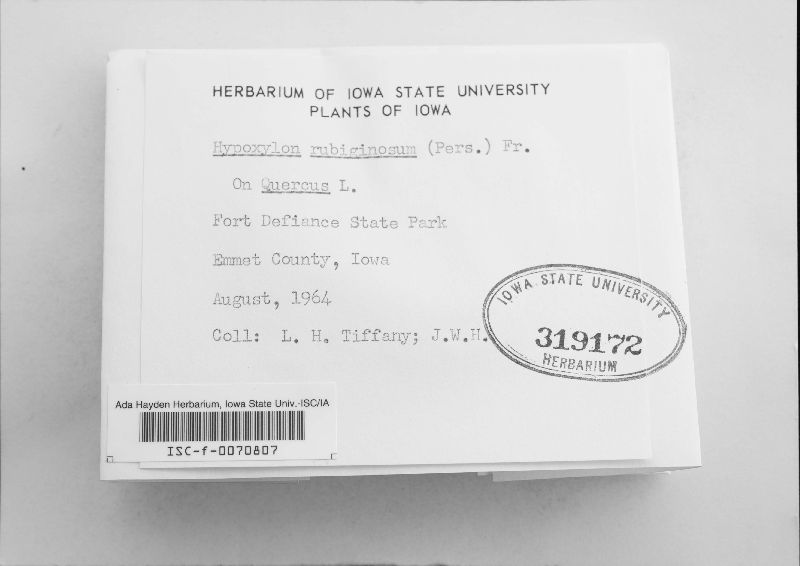 HERBARIUM OF IOWA STATE UNIVERSITY
PLANTS OF IOWA
Hypoxylon rubiginosum (Pers.) Fr.
On Quercus L.
Fort Defiance State Park
Emmet County, Iowa
August, 1964
Coll: L. H. Tiffany; J.W.H.
IOWA STATE UNIVERSITY
319172
HERBARIUM
Ada Hayden Herbarium, Iowa State Univ.-ISC/IA
ISC-f-0070807